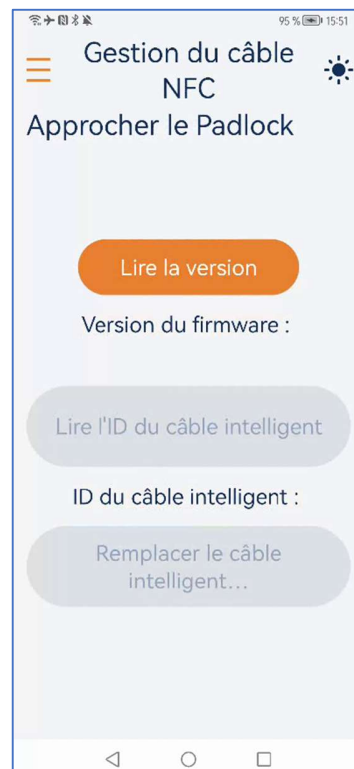 95 % 15:51
Gestion du câble
NFC
Approcher le Padlock
Lire la version
Version du firmware :
Lire l'ID du câble intelligent
ID du câble intelligent :
Remplacer le câble
intelligent...